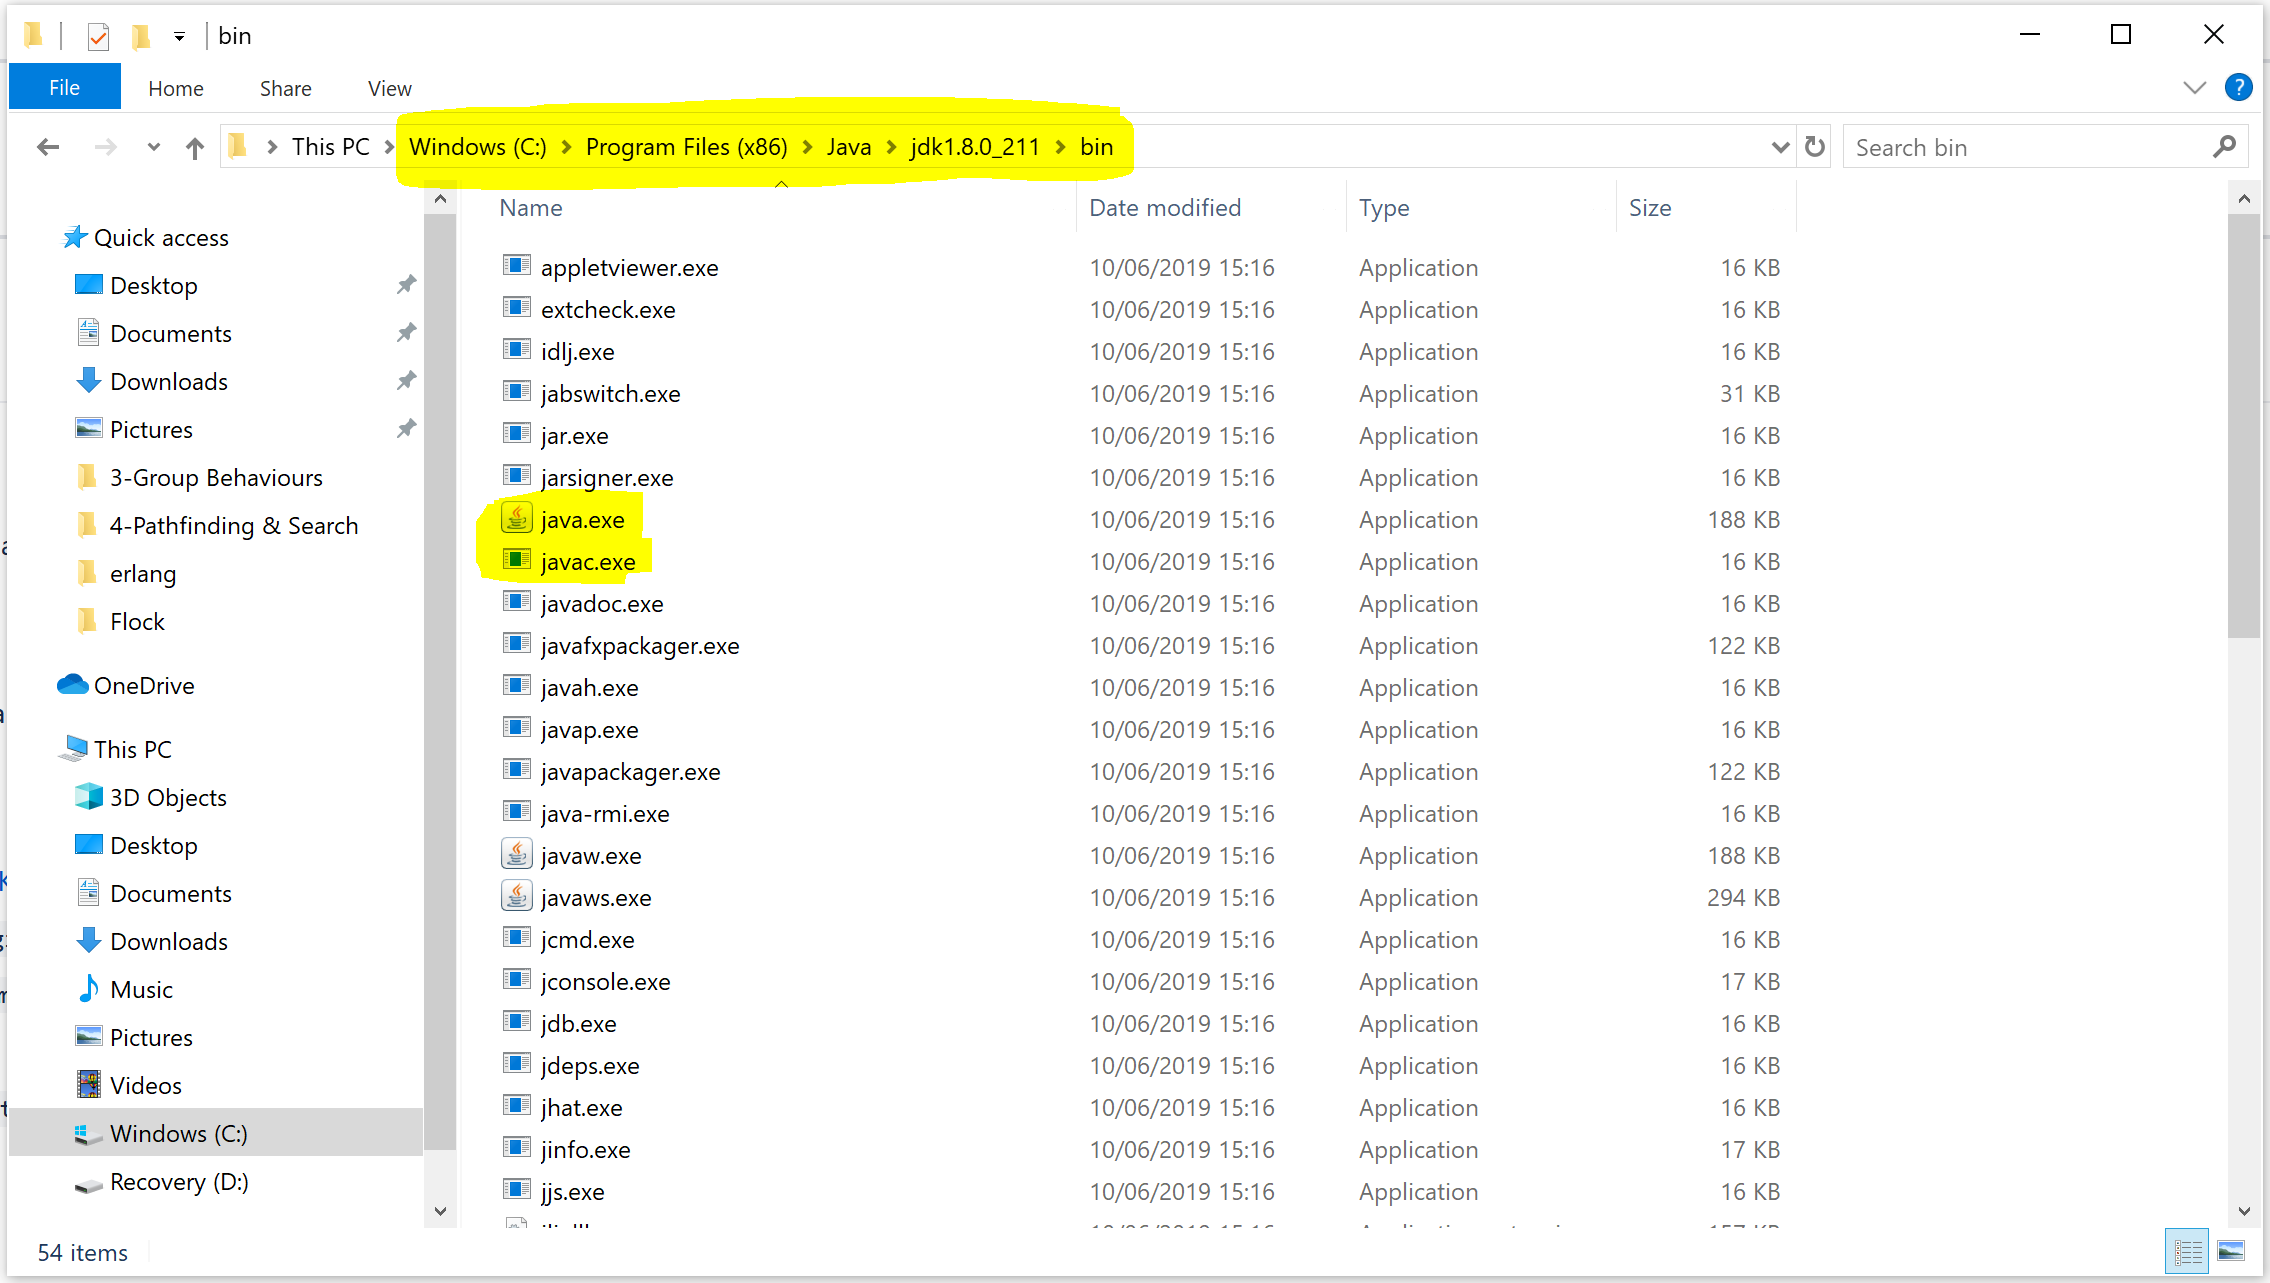 bin
File Home Share View
This PC > Windows (C:) > Program Files (x86) > Java > jdk1.8.0_211 > bin
Search bin
Name Date modified Type Size
Quick access
Desktop
Documents
Downloads
Pictures
3-Group Behaviours
4-Pathfinding & Search
erlang
Flock
OneDrive
This PC
3D Objects
Desktop
Documents
Downloads
Music
Pictures
Videos
Windows (C:)
Recovery (D:)
appletviewer.exe 10/06/2019 15:16 Application 16 KB
extcheck.exe 10/06/2019 15:16 Application 16 KB
idlj.exe 10/06/2019 15:16 Application 16 KB
jabswitch.exe 10/06/2019 15:16 Application 31 KB
jar.exe 10/06/2019 15:16 Application 16 KB
jarsigner.exe 10/06/2019 15:16 Application 16 KB
java.exe 10/06/2019 15:16 Application 188 KB
javac.exe 10/06/2019 15:16 Application 16 KB
javadoc.exe 10/06/2019 15:16 Application 16 KB
javafxpackager.exe 10/06/2019 15:16 Application 122 KB
javah.exe 10/06/2019 15:16 Application 16 KB
javap.exe 10/06/2019 15:16 Application 16 KB
javapackager.exe 10/06/2019 15:16 Application 122 KB
java-rmi.exe 10/06/2019 15:16 Application 16 KB
javaw.exe 10/06/2019 15:16 Application 188 KB
javaws.exe 10/06/2019 15:16 Application 294 KB
jcmd.exe 10/06/2019 15:16 Application 16 KB
jconsole.exe 10/06/2019 15:16 Application 17 KB
jdb.exe 10/06/2019 15:16 Application 16 KB
jdeps.exe 10/06/2019 15:16 Application 16 KB
jhat.exe 10/06/2019 15:16 Application 16 KB
jinfo.exe 10/06/2019 15:16 Application 17 KB
jjs.exe 10/06/2019 15:16 Application 16 KB
54 items